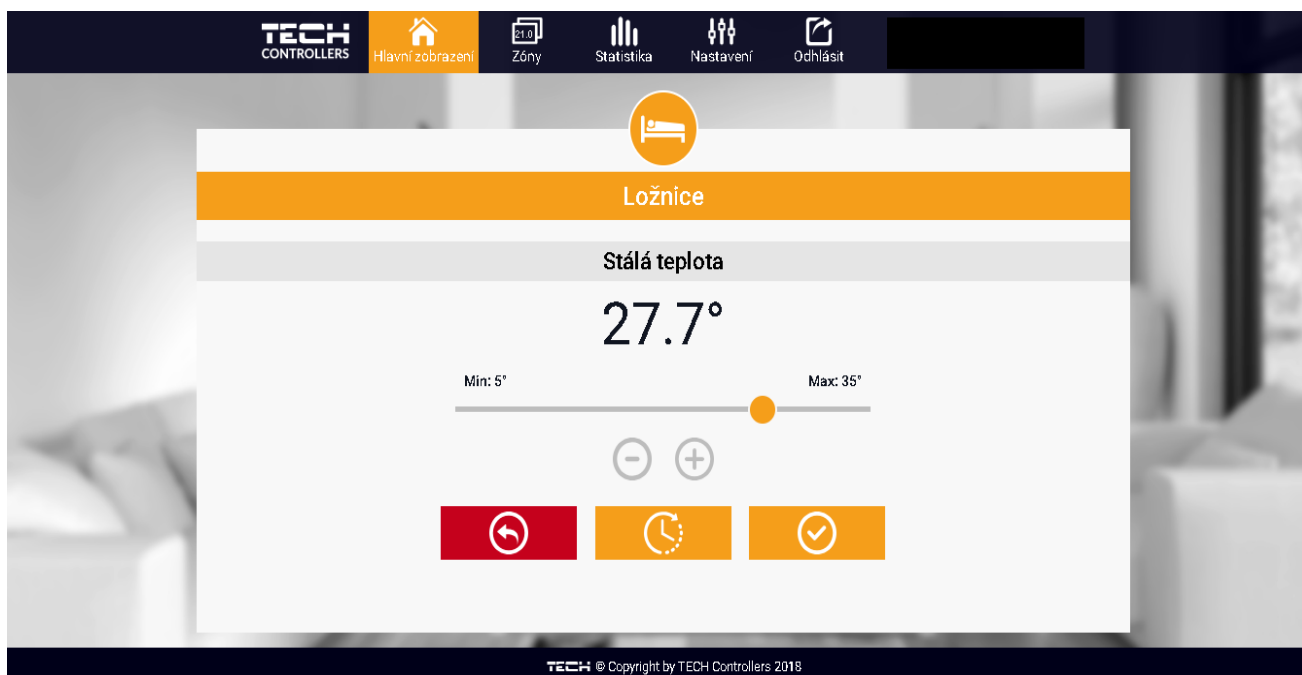 TECH
CONTROLLERS
Hlavní zobrazení
21.0
Zóny
Statistika
Nastavení
Odhlásit
Ložnice
Stálá teplota
27.7°
Min: 5°
Max: 35°
TECH © Copyright by TECH Controllers 2018